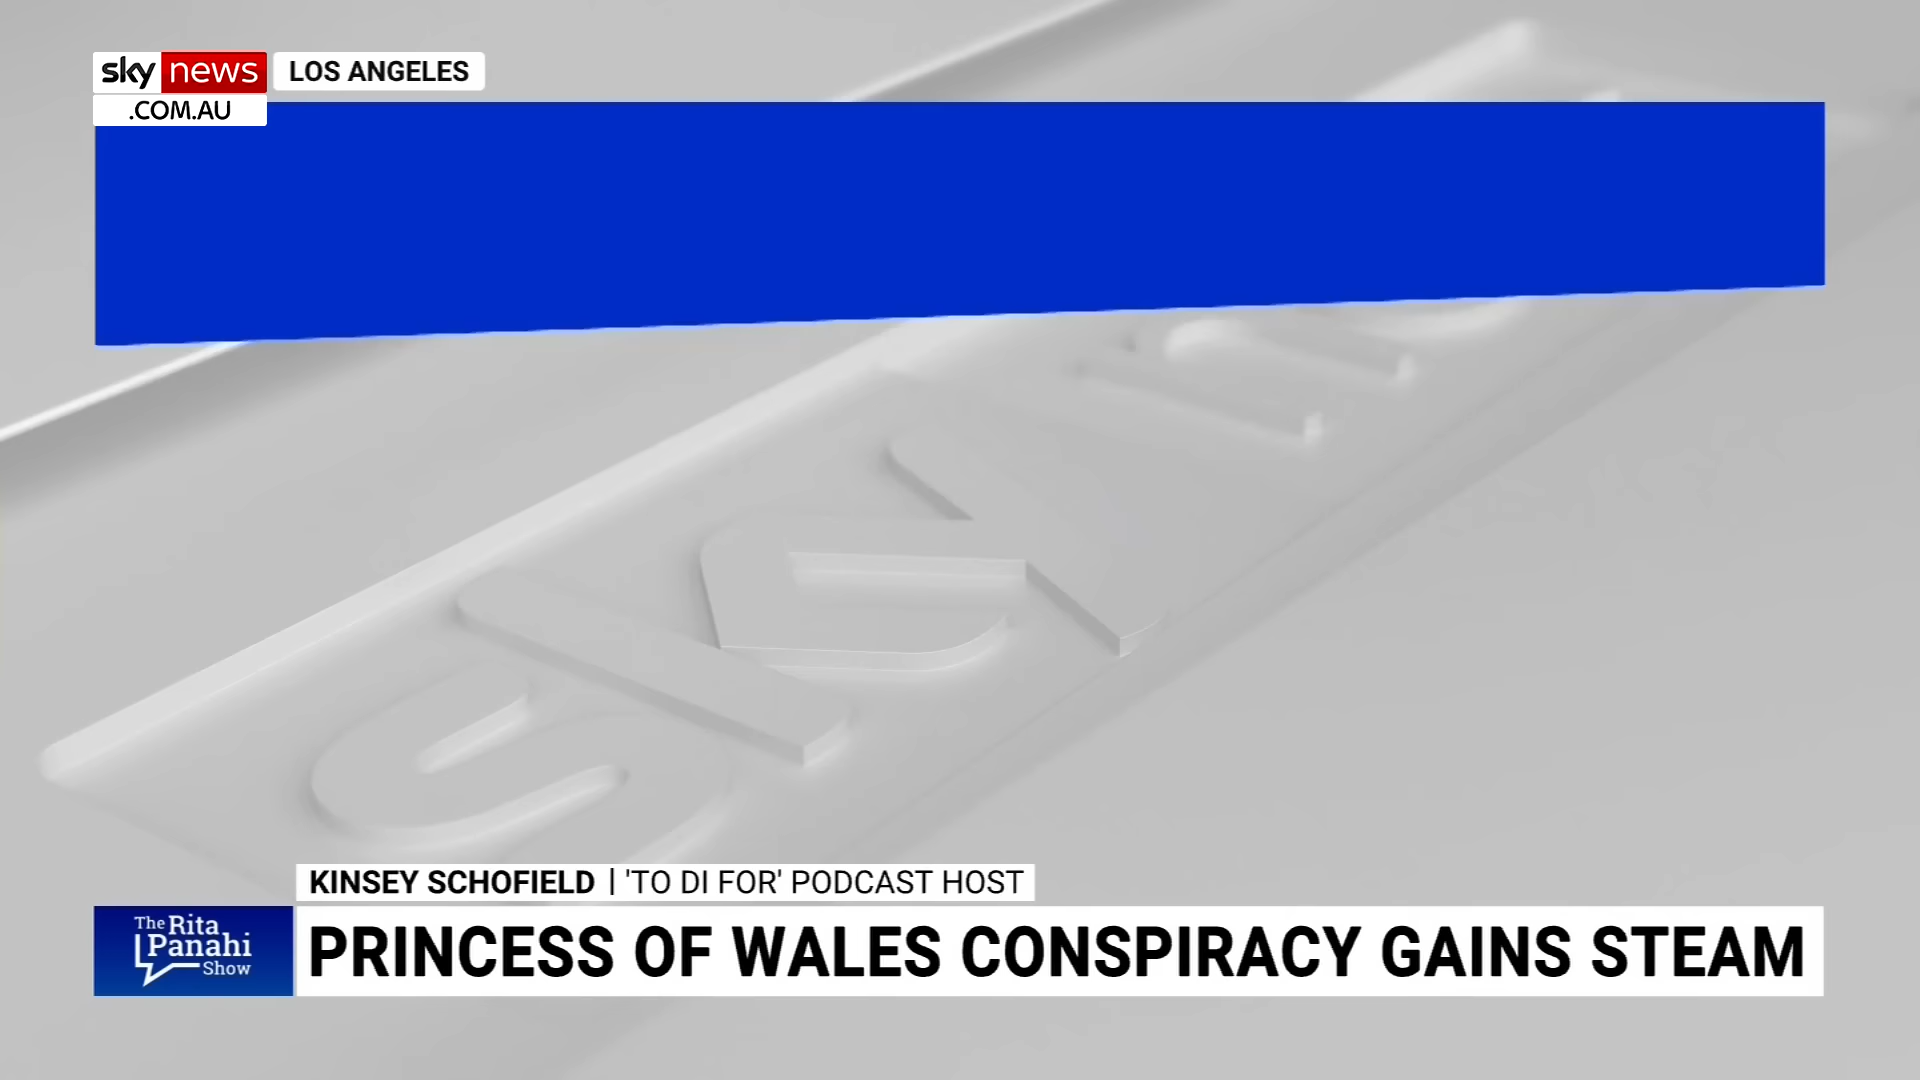 sky news
.COM.AU
LOS ANGELES
SKY
KINSEY SCHOFIELD | 'TO DI FOR' PODCAST HOST
The Rita
Panahi
Show
PRINCESS OF WALES CONSPIRACY GAINS STEAM